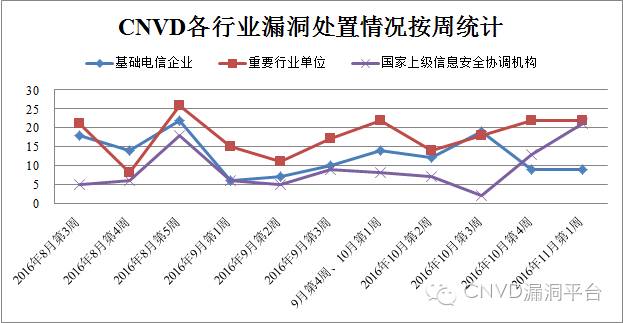 CNVD各行业漏洞处置情况按周统计
基础电信企业 重要行业单位 国家上级信息安全协调机构
30
25
20
15
10
5
0
2016年8月第3周
2016年8月第4周
2016年8月第5周
2016年9月第1周
2016年9月第2周
2016年9月第3周
9月第4周、10月第1周
2016年10月第2周
2016年10月第3周
2016年10月第4周
2016年11月第1周
CNVD漏洞平台